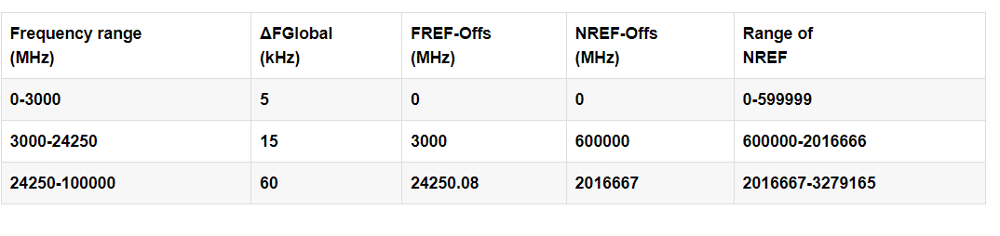 Frequency range (MHz) ΔFGlobal (kHz) FREF-Offs (MHz) NREF-Offs (MHz) Range of NREF
0-3000 5 0 0 0-599999
3000-24250 15 3000 600000 600000-2016666
24250-100000 60 24250.08 2016667 2016667-3279165